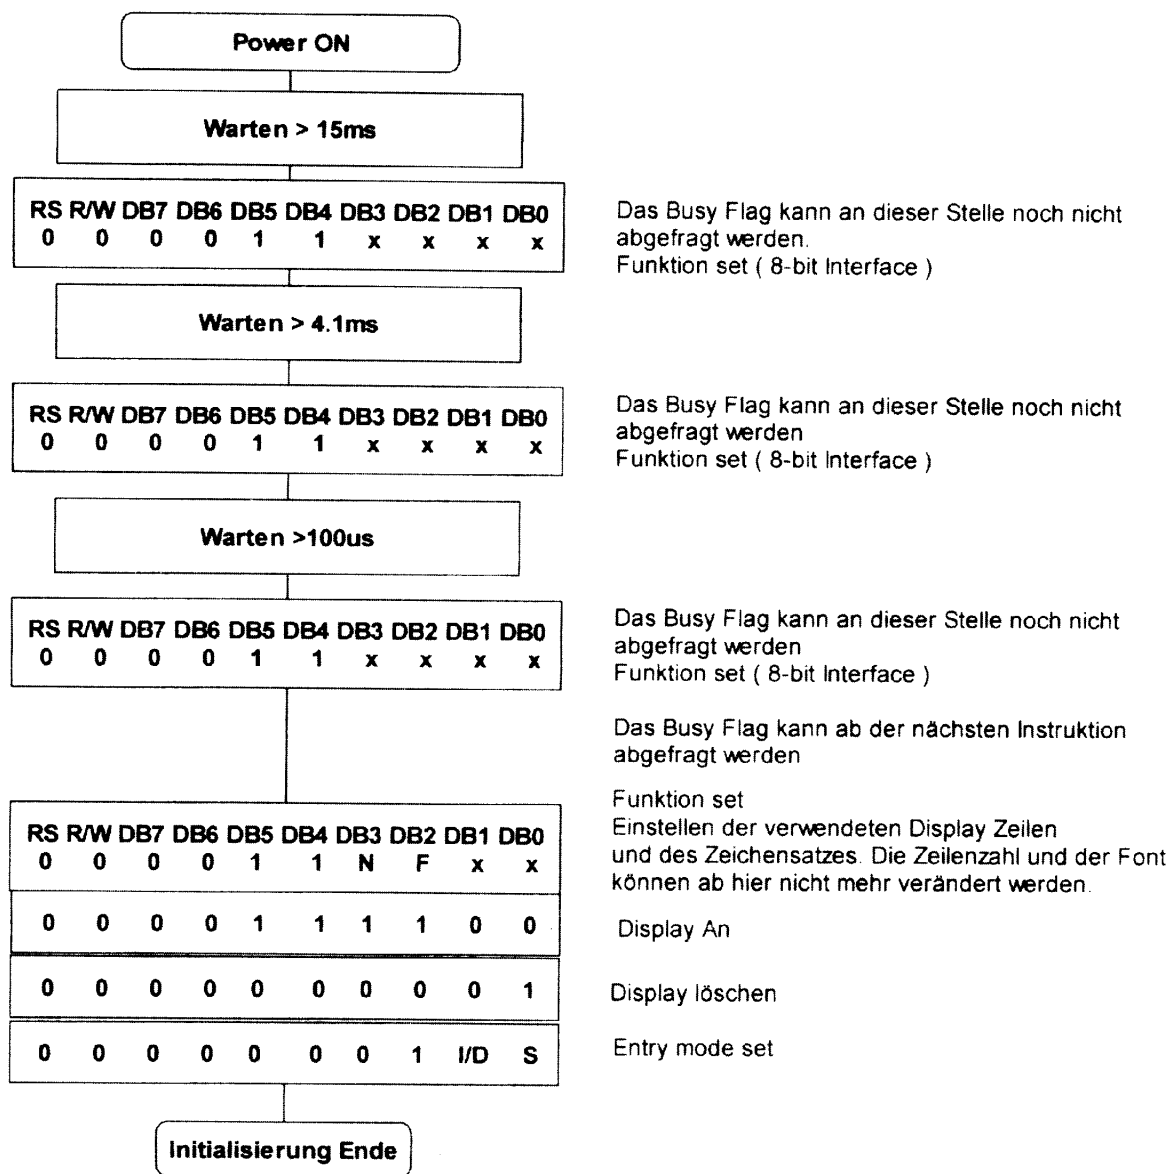 Power ON
Warten > 15ms
RS R/W DB7 DB6 DB5 DB4 DB3 DB2 DB1 DB0
0 0 0 0 1 1 x x x x
Das Busy Flag kann an dieser Stelle noch nicht
abgefragt werden.
Funktion set ( 8-bit Interface )
Warten > 4.1ms
RS R/W DB7 DB6 DB5 DB4 DB3 DB2 DB1 DB0
0 0 0 0 1 1 x x x x
Das Busy Flag kann an dieser Stelle noch nicht
abgefragt werden
Funktion set ( 8-bit Interface )
Warten >100us
RS R/W DB7 DB6 DB5 DB4 DB3 DB2 DB1 DB0
0 0 0 0 1 1 x x x x
Das Busy Flag kann an dieser Stelle noch nicht
abgefragt werden
Funktion set ( 8-bit Interface )
Das Busy Flag kann ab der nächsten Instruktion
abgefragt werden
RS R/W DB7 DB6 DB5 DB4 DB3 DB2 DB1 DB0
0 0 0 0 1 1 N F x x
Funktion set
Einstellen der verwendeten Display Zeilen
und des Zeichensatzes. Die Zeilenzahl und der Font
können ab hier nicht mehr verändert werden.
0 0 0 0 1 1 1 1 0 0
Display An
0 0 0 0 0 0 0 0 0 1
Display löschen
0 0 0 0 0 0 0 1 I/D S
Entry mode set
Initialisierung Ende